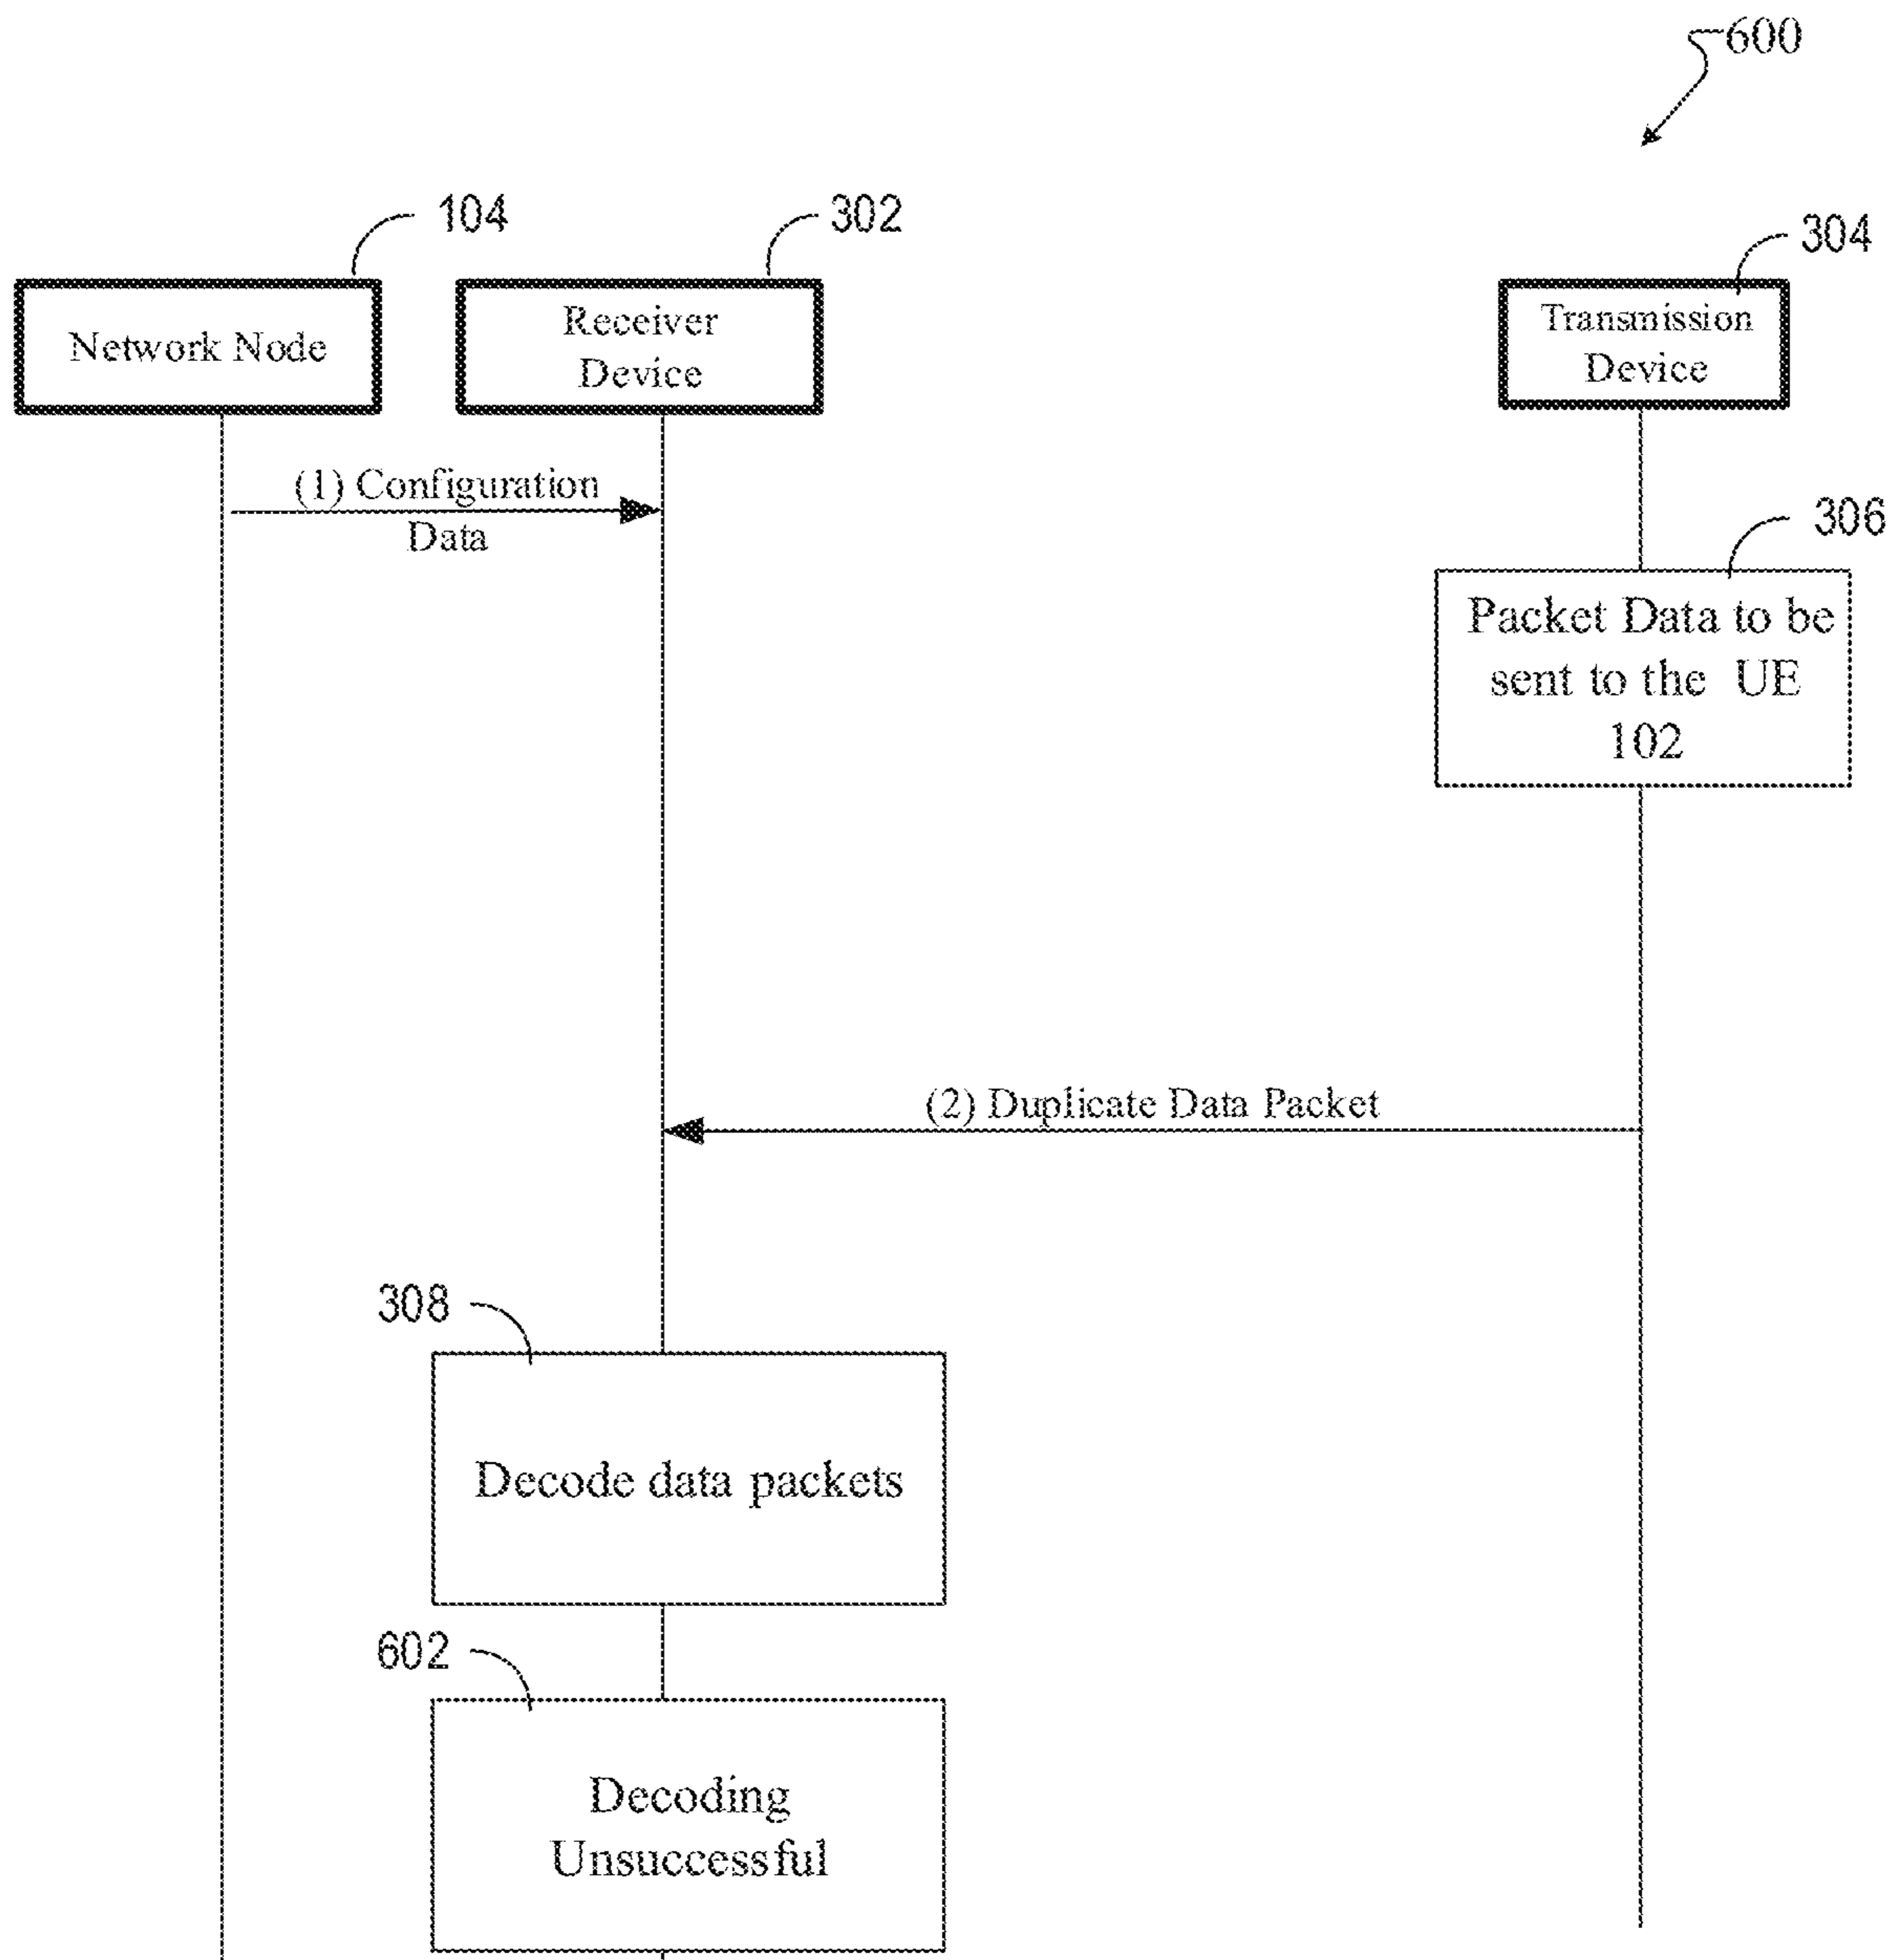 600
104
302
304
Network Node
Receiver
Device
Transmission
Device
(1) Configuration
Data
306
Packet Data to be
sent to the UE
102
(2) Duplicate Data Packet
308
Decode data packets
602
Decoding
Unsuccessful